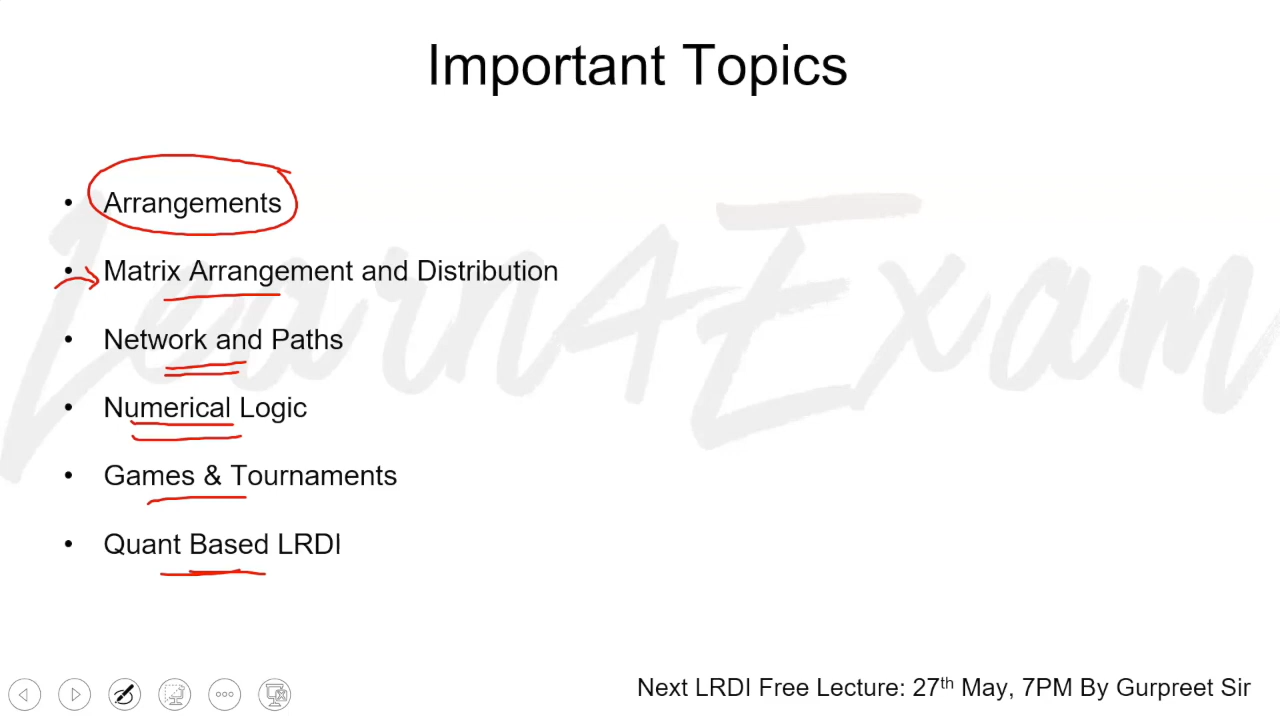 Important Topics
• Arrangements
• Matrix Arrangement and Distribution
• Network and Paths
• Numerical Logic
• Games & Tournaments
• Quant Based LRDI
Learn4Exam
Next LRDI Free Lecture: 27th May, 7PM By Gurpreet Sir